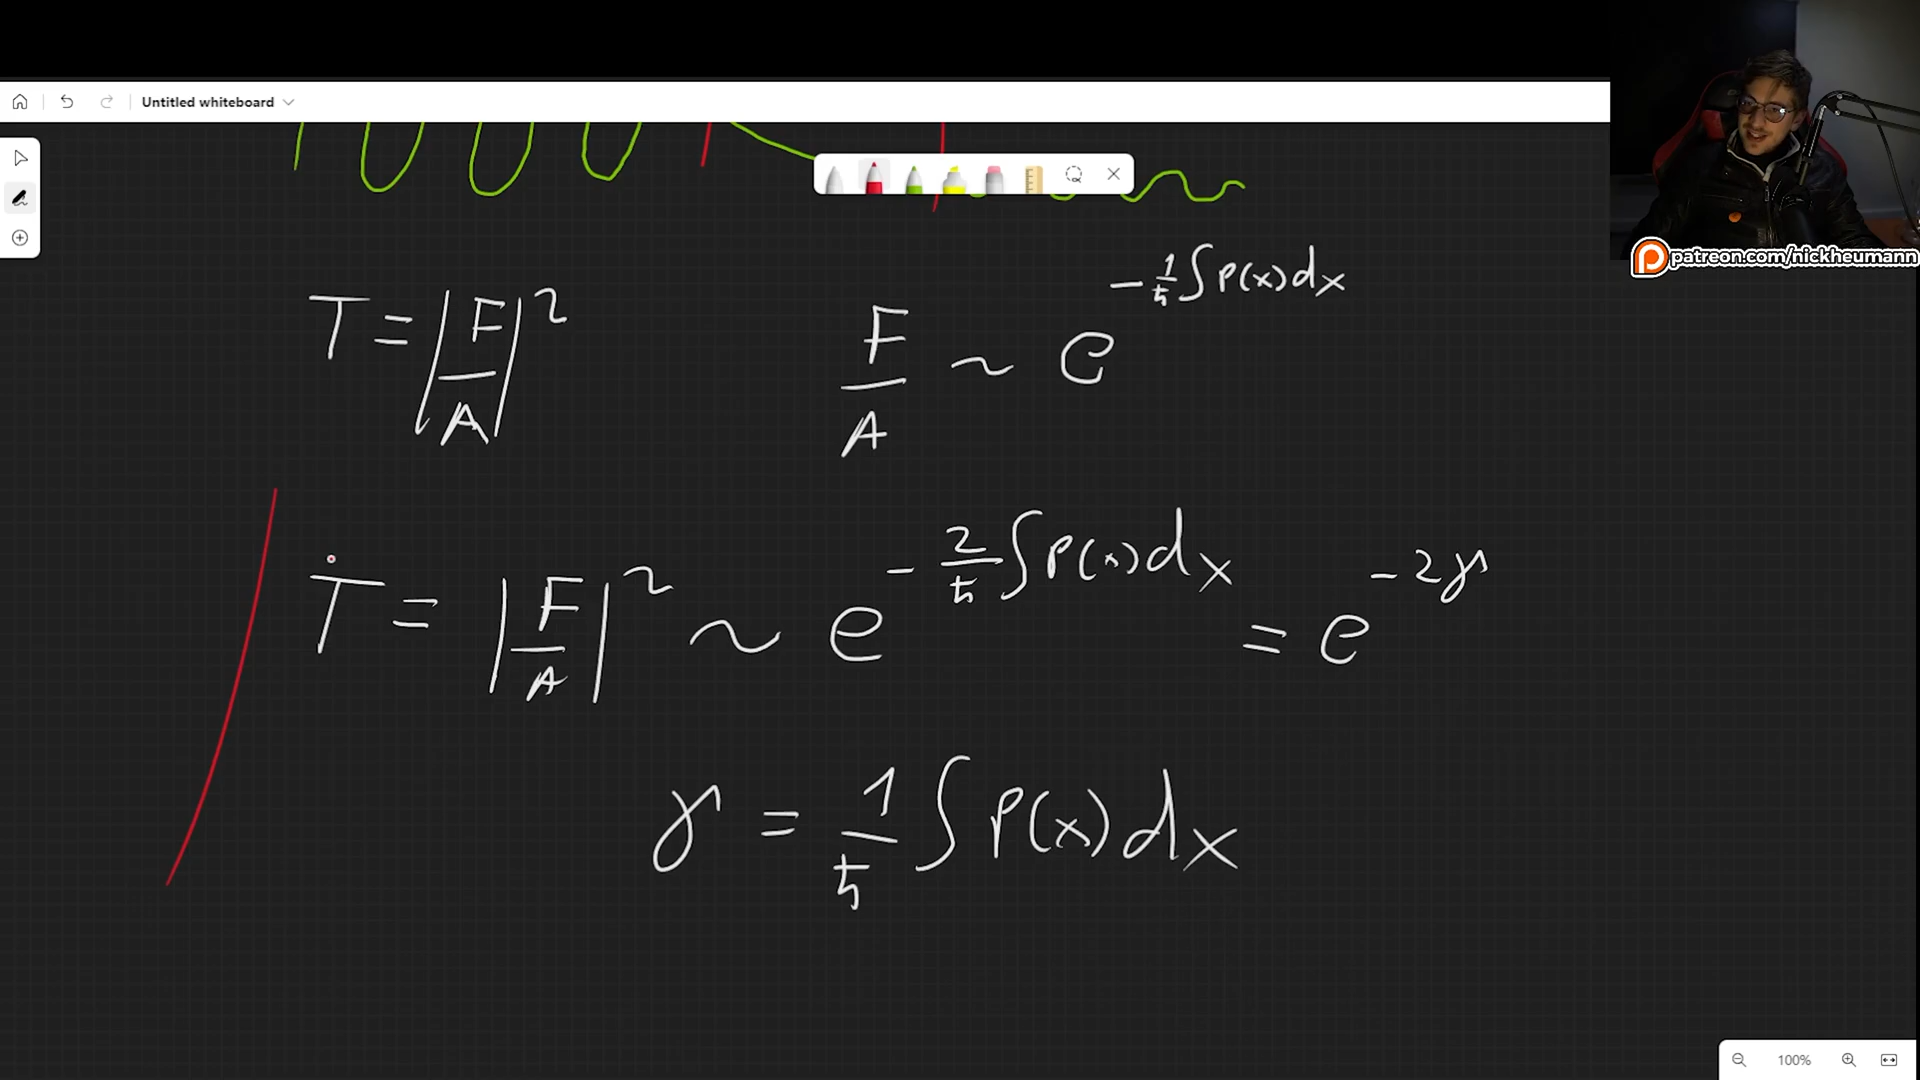 Untitled whiteboard
patreon.com/nickheumann
T = |F/A|² F/A ~ e^{-1/ℏ ∫P(x)dx}
T = |F/A|² ~ e^{-2/ℏ ∫P(x)dx} = e^{-2γ}
γ = 1/ℏ ∫P(x)dx
100%